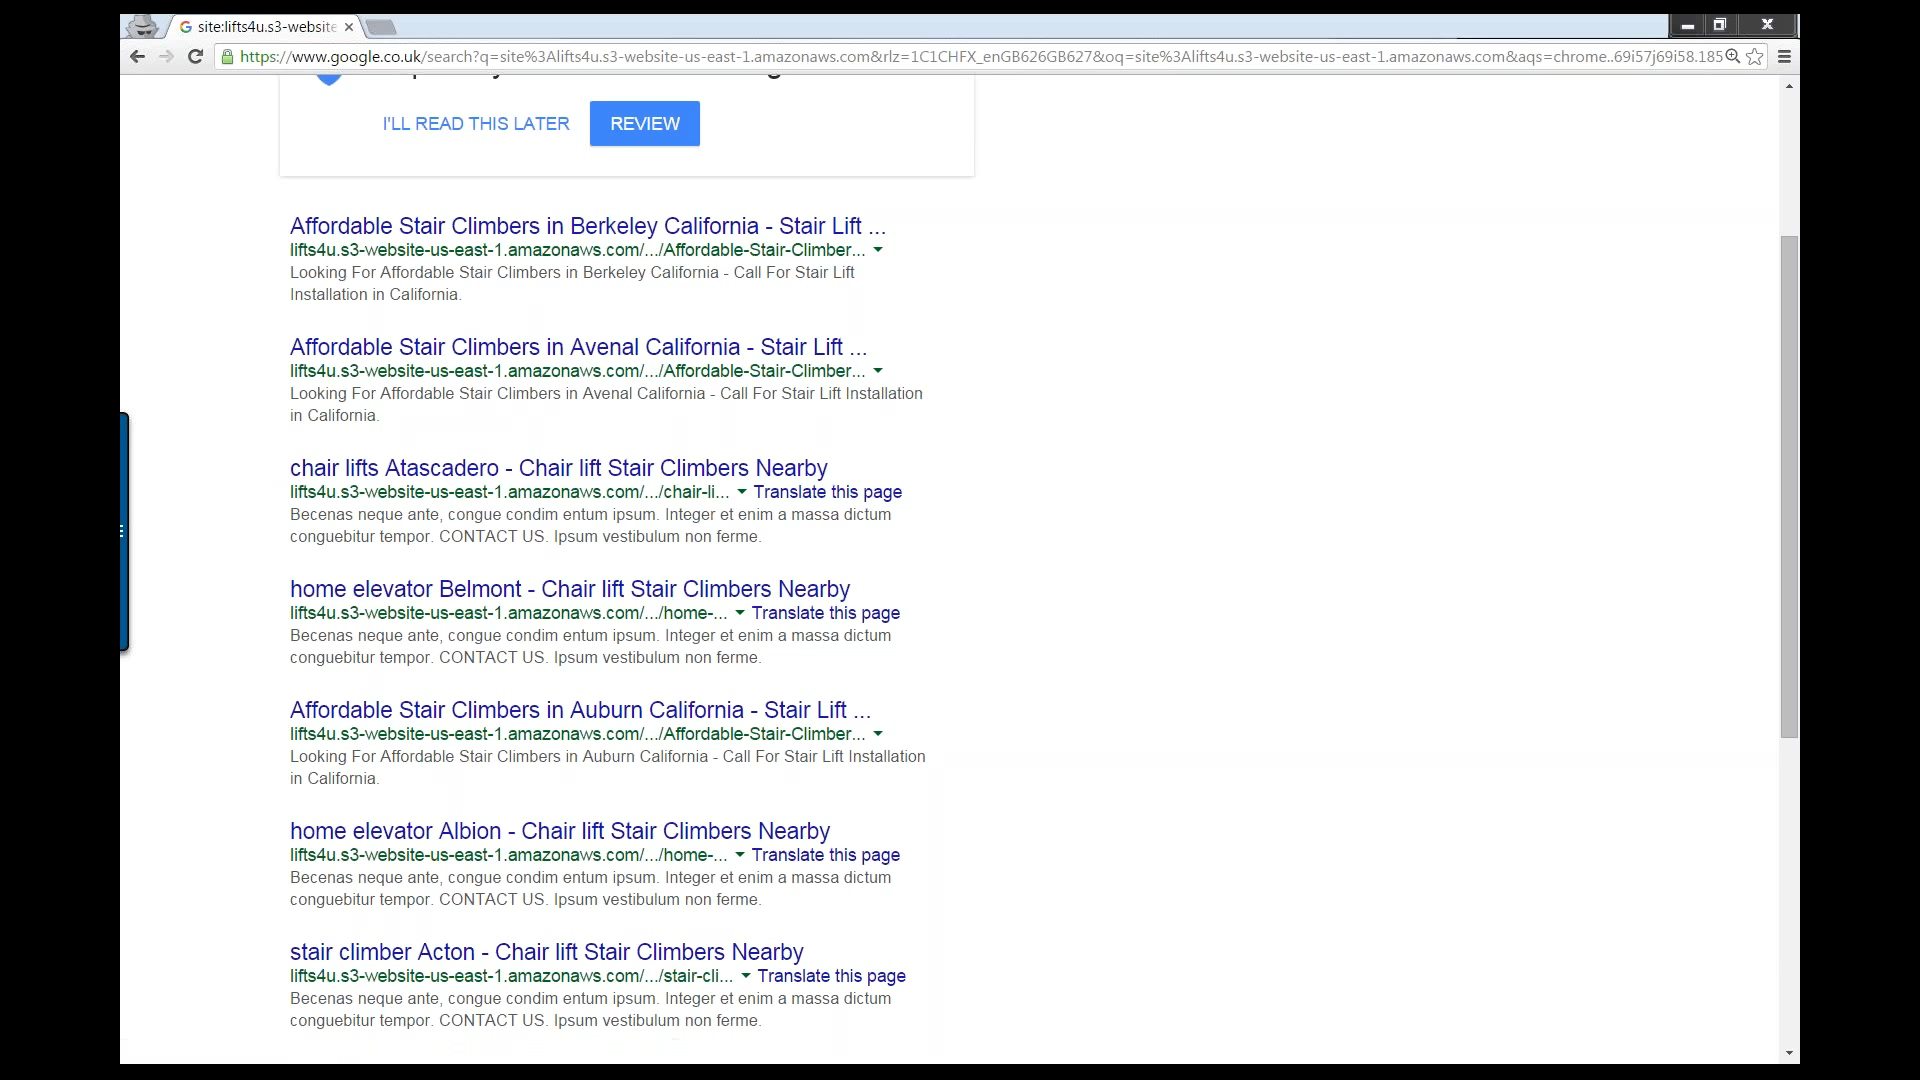 site:lifts4u.s3-website
https://www.google.co.uk/search?q=site%3Alifts4u.s3-website-us-east-1.amazonaws.com&rlz=1C1CHFX_enGB626GB627&oq=site%3Alifts4u.s3-website-us-east-1.amazonaws.com&aqs=chrome..69i57j69i58.185
I'LL READ THIS LATER REVIEW
Affordable Stair Climbers in Berkeley California - Stair Lift ...
lifts4u.s3-website-us-east-1.amazonaws.com/.../Affordable-Stair-Climber...
Looking For Affordable Stair Climbers in Berkeley California - Call For Stair Lift
Installation in California.
Affordable Stair Climbers in Avenal California - Stair Lift ...
lifts4u.s3-website-us-east-1.amazonaws.com/.../Affordable-Stair-Climber...
Looking For Affordable Stair Climbers in Avenal California - Call For Stair Lift Installation
in California.
chair lifts Atascadero - Chair lift Stair Climbers Nearby
lifts4u.s3-website-us-east-1.amazonaws.com/.../chair-li... Translate this page
Becenas neque ante, congue condim entum ipsum. Integer et enim a massa dictum
conguebitur tempor. CONTACT US. Ipsum vestibulum non ferme.
home elevator Belmont - Chair lift Stair Climbers Nearby
lifts4u.s3-website-us-east-1.amazonaws.com/.../home-... Translate this page
Becenas neque ante, congue condim entum ipsum. Integer et enim a massa dictum
conguebitur tempor. CONTACT US. Ipsum vestibulum non ferme.
Affordable Stair Climbers in Auburn California - Stair Lift ...
lifts4u.s3-website-us-east-1.amazonaws.com/.../Affordable-Stair-Climber...
Looking For Affordable Stair Climbers in Auburn California - Call For Stair Lift Installation
in California.
home elevator Albion - Chair lift Stair Climbers Nearby
lifts4u.s3-website-us-east-1.amazonaws.com/.../home-... Translate this page
Becenas neque ante, congue condim entum ipsum. Integer et enim a massa dictum
conguebitur tempor. CONTACT US. Ipsum vestibulum non ferme.
stair climber Acton - Chair lift Stair Climbers Nearby
lifts4u.s3-website-us-east-1.amazonaws.com/.../stair-cli... Translate this page
Becenas neque ante, congue condim entum ipsum. Integer et enim a massa dictum
conguebitur tempor. CONTACT US. Ipsum vestibulum non ferme.